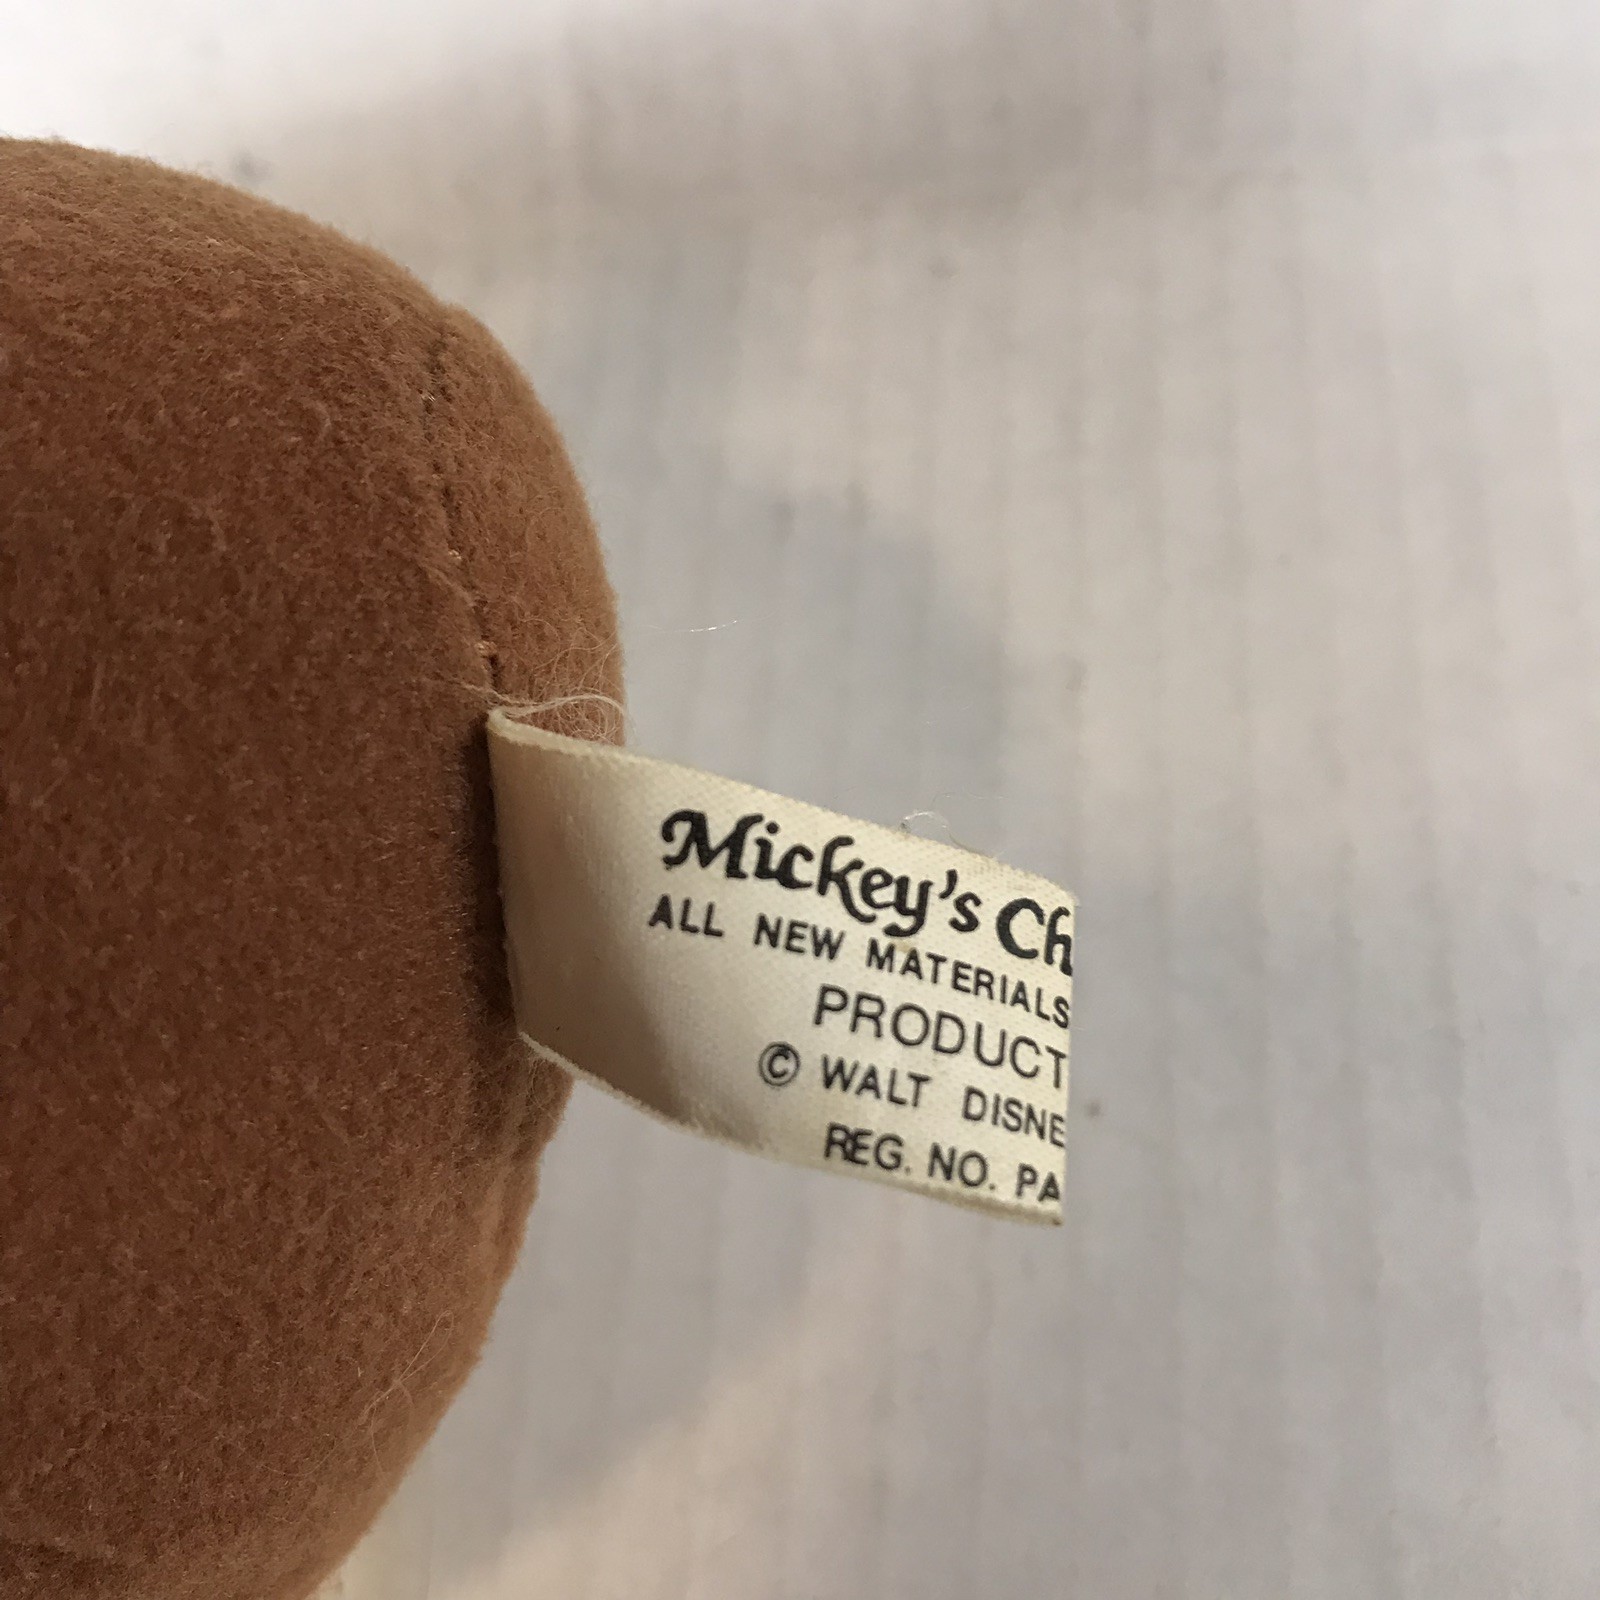 Mickey's Ch
ALL NEW MATERIALS
PRODUCT
© WALT DISNE
REG. NO. PA